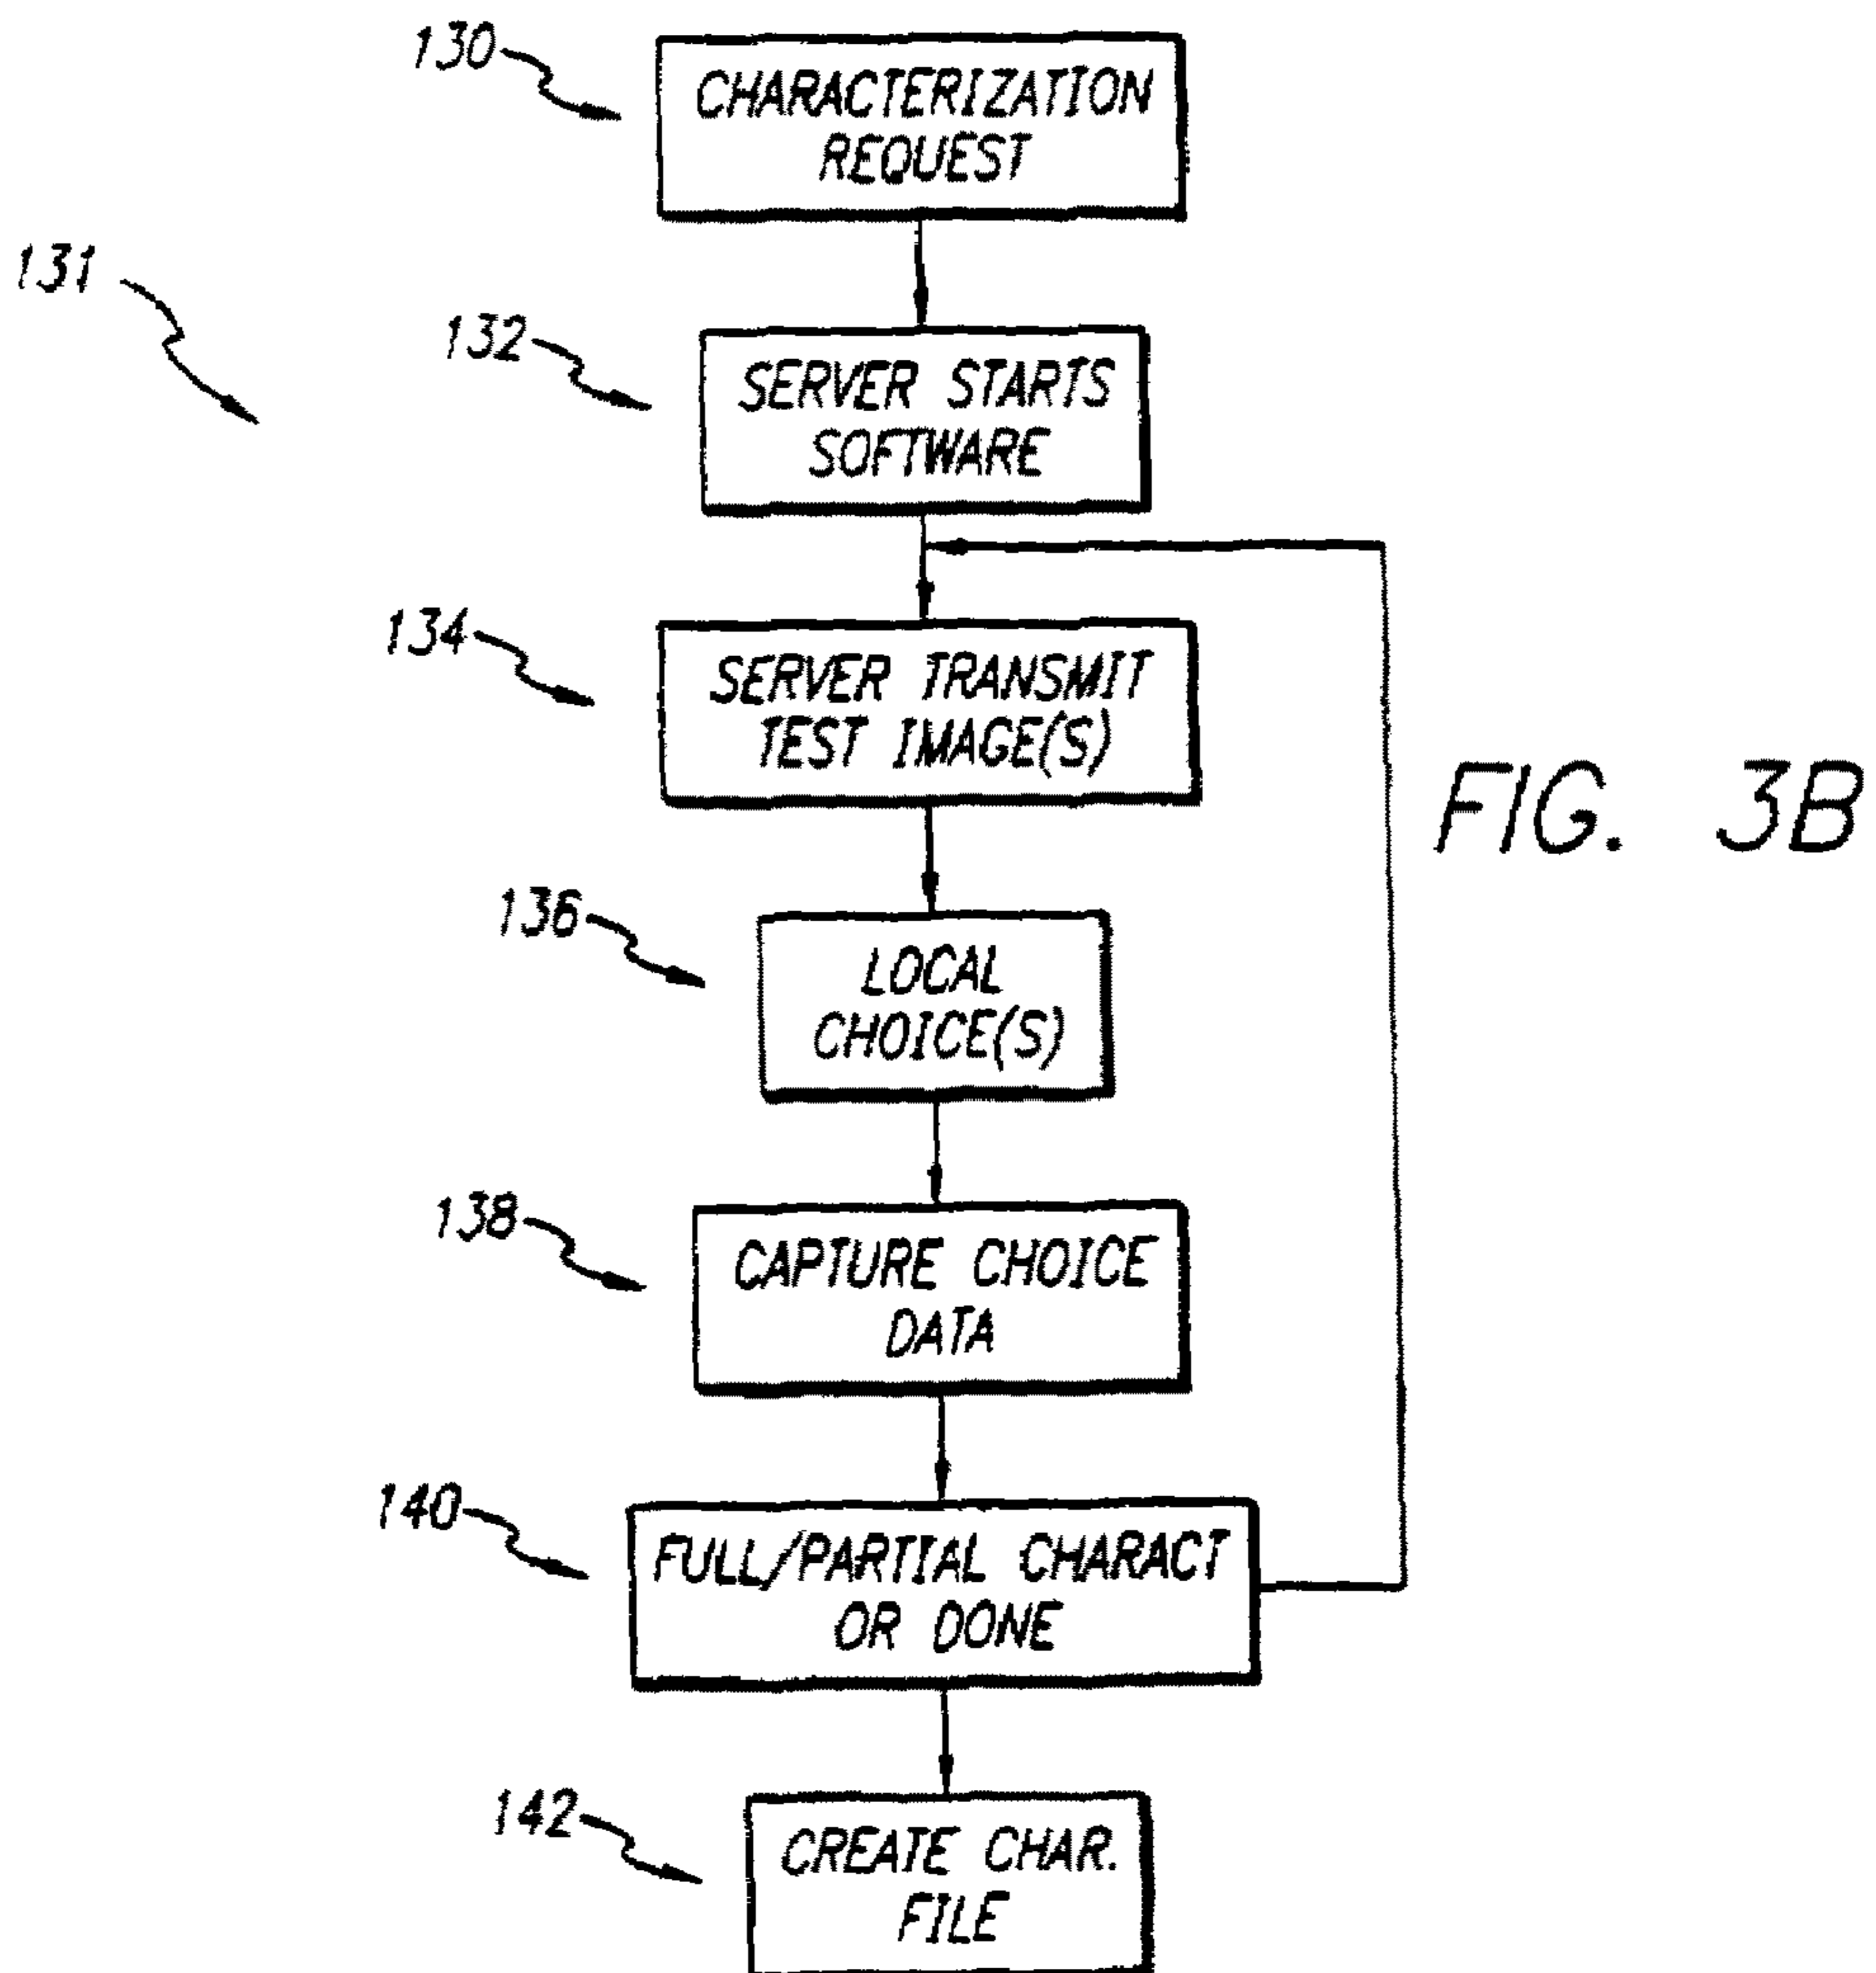 130
CHARACTERIZATION
REQUEST
131
132
SERVER STARTS
SOFTWARE
134
SERVER TRANSMIT
TEST IMAGE(S)
FIG. 3B
136
LOCAL
CHOICE(S)
138
CAPTURE CHOICE
DATA
140
FULL/PARTIAL CHARACT
OR DONE
142
CREATE CHAR.
FILE